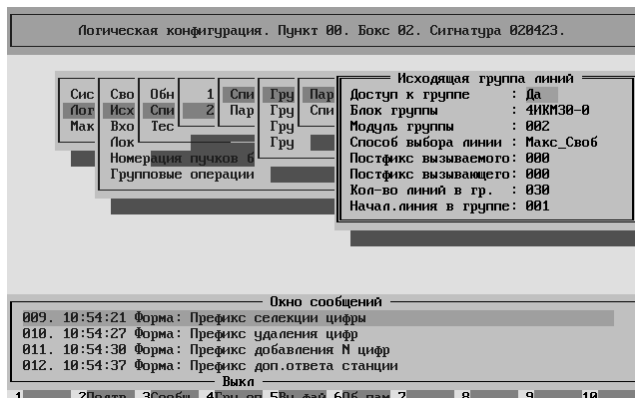 Логическая конфигурация. Пункт 00. Бокс 02. Сигнатура 020423.
Исходящая группа линий
Сис Сво Обн 1 Спи Гру Пар Доступ к группе : Да
Лог Исх Спи 2 Пар Гру Спи Блок группы : 4ИКМ30-0
Мак Вхо Тес Гру Модуль группы : 002
Лок Гру Способ выбора линии : Макс_Своб
Номерация пучков б Постфикс вызываемого: 000
Групповые операции Постфикс вызывающего: 000
Кол-во линий в гр. : 030
Начал.линия в группе: 001
Окно сообщений
009. 10:54:21 Форма: Префикс селекции цифры
010. 10:54:27 Форма: Префикс удаления цифр
011. 10:54:30 Форма: Префикс добавления N цифр
012. 10:54:37 Форма: Префикс доп.ответа станции
Выкл
1 2Подтв 3Сообщ 4Гру оп 5Вы фай 6Об пам 7 8 9 10